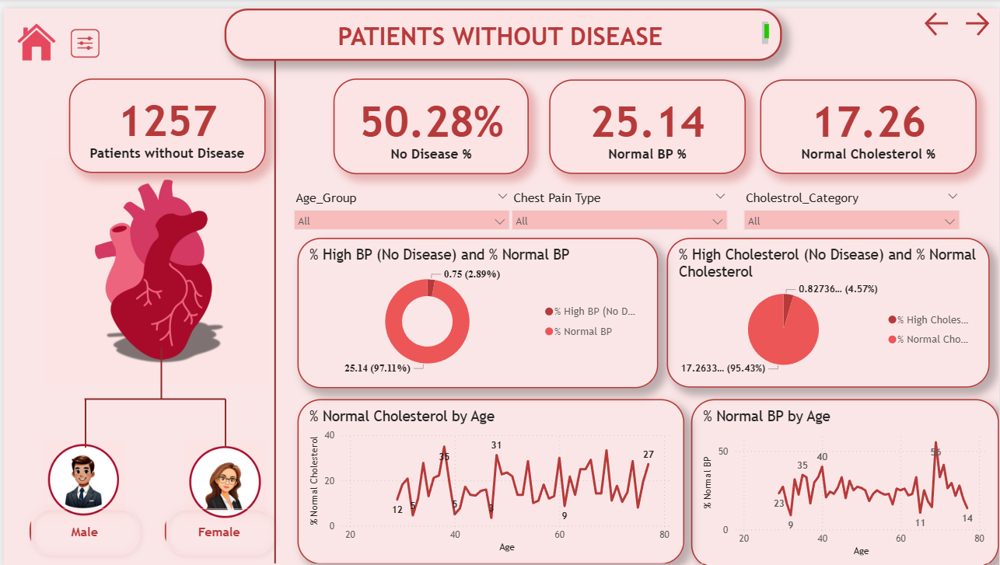 PATIENTS WITHOUT DISEASE
1257
Patients without Disease
50.28%
No Disease %
25.14
Normal BP %
17.26
Normal Cholesterol %
Age_Group
All
Chest Pain Type
All
Cholestrol_Category
All
% High BP (No Disease) and % Normal BP
0.75 (2.89%)
25.14 (97.11%)
% High BP (No D...
% Normal BP
% High Cholesterol (No Disease) and % Normal
Cholesterol
0.82736... (4.57%)
17.2633... (95.43%)
% High Choles...
% Normal Cho...
% Normal Cholesterol by Age
% Normal Cholesterol
40
20
0
12
5
35
5
3
31
9
27
20
40
60
80
Age
% Normal BP by Age
% Normal BP
50
0
23
9
35
40
11
56
14
20
40
60
80
Age
Male
Female